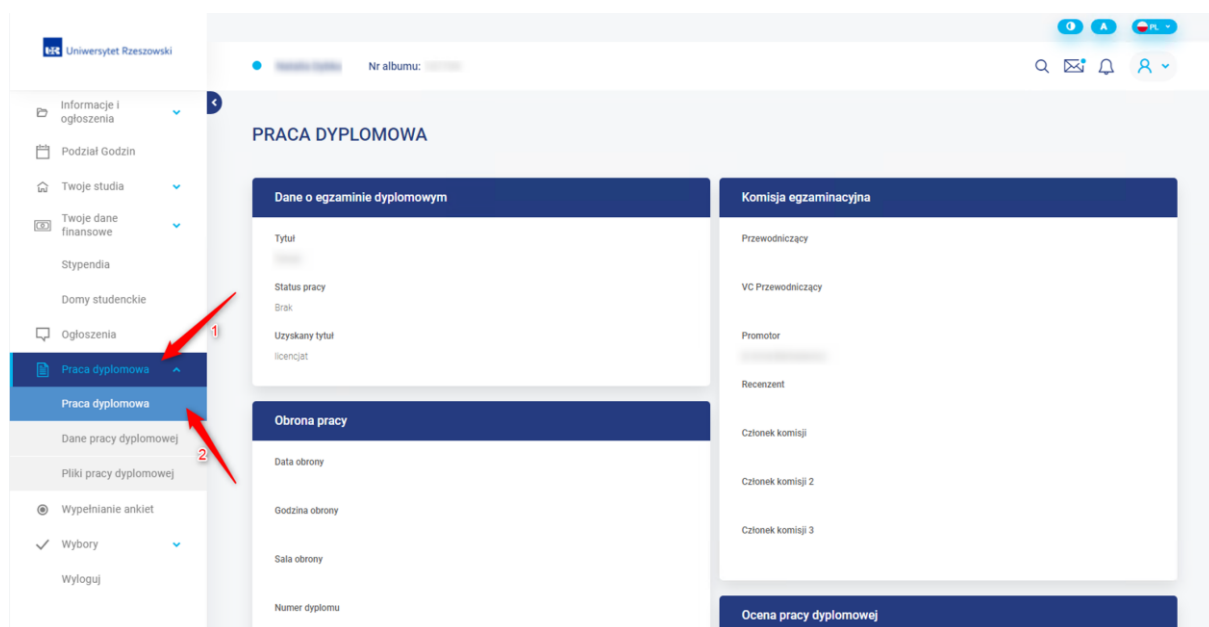 UR Uniwersytet Rzeszowski
A
PL
Nr albumu:
Informacje i
ogłoszenia
Podział Godzin
Twoje studia
Twoje dane
finansowe
Stypendia
Domy studenckie
Ogłoszenia
1
Praca dyplomowa
Praca dyplomowa
Dane pracy dyplomowej
2
Pliki pracy dyplomowej
Wypełnianie ankiet
Wybory
Wyloguj
PRACA DYPLOMOWA
Dane o egzaminie dyplomowym
Tytuł
Status pracy
Brak
Uzyskany tytuł
licencjat
Obrona pracy
Data obrony
Godzina obrony
Sala obrony
Numer dyplomu
Komisja egzaminacyjna
Przewodniczący
VC Przewodniczący
Promotor
Recenzent
Członek komisji
Członek komisji 2
Członek komisji 3
Ocena pracy dyplomowej